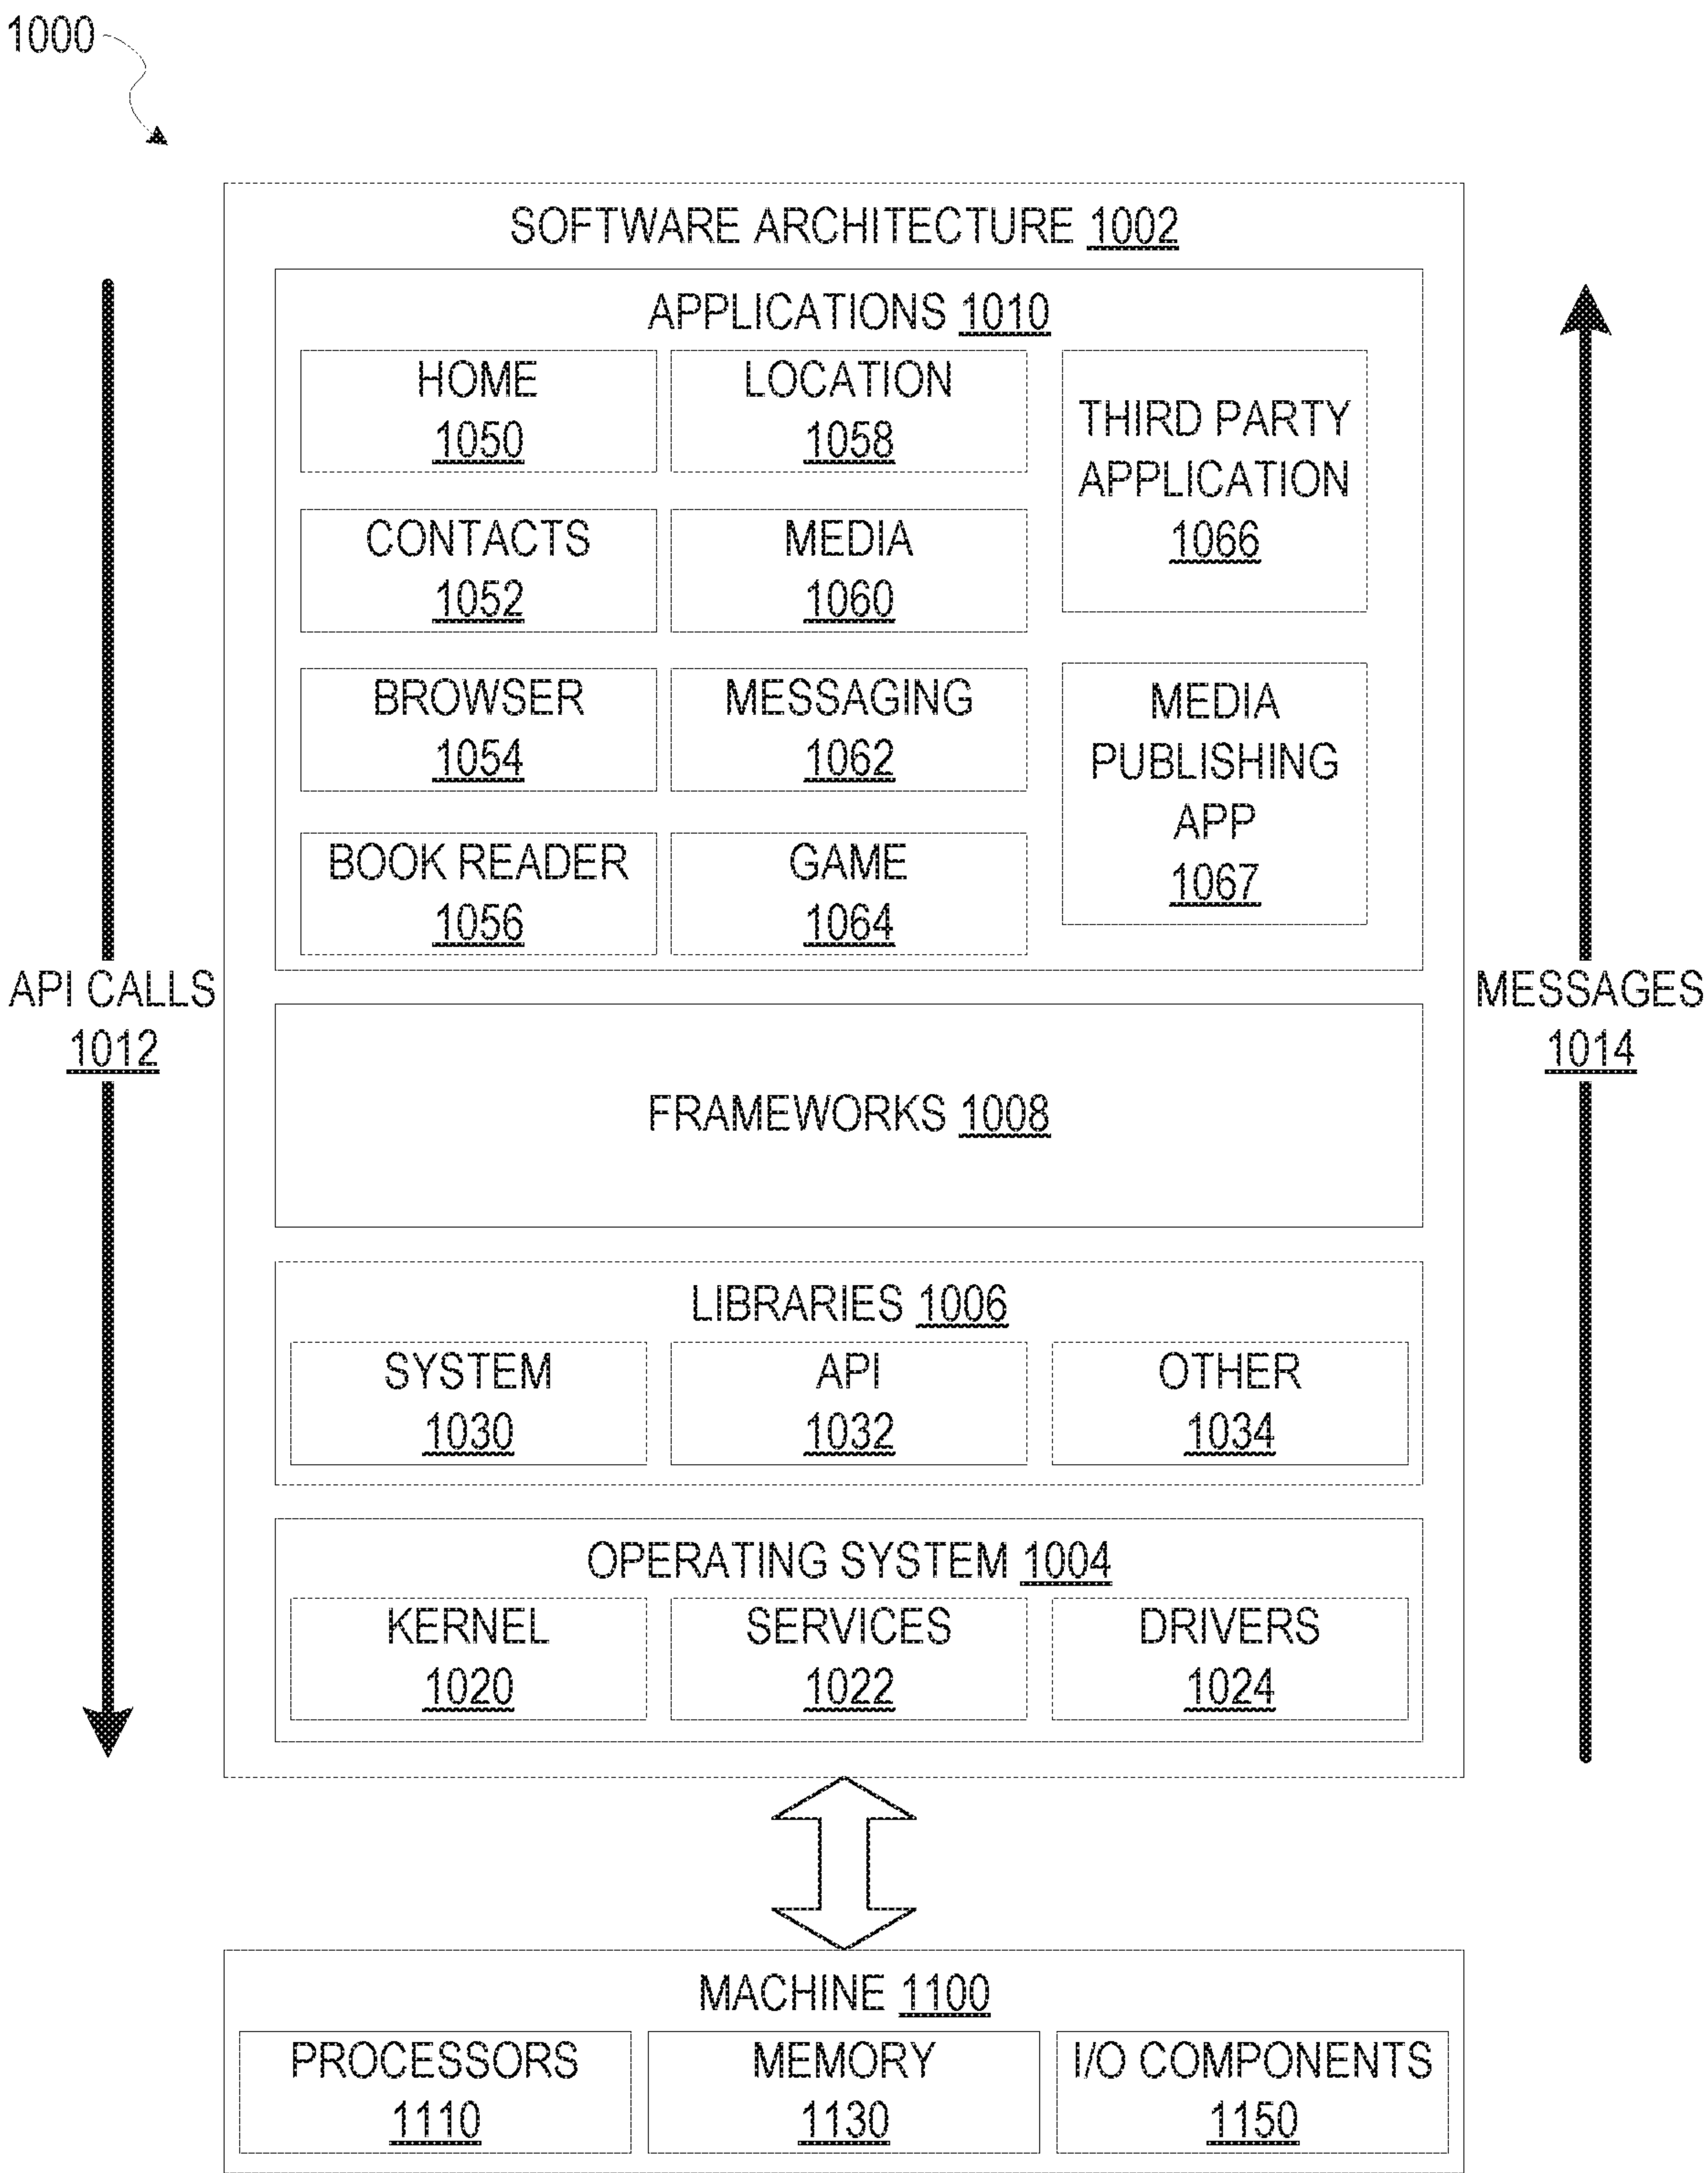 1000
SOFTWARE ARCHITECTURE 1002
APPLICATIONS 1010
HOME
1050
LOCATION
1058
THIRD PARTY
APPLICATION
1066
CONTACTS
1052
MEDIA
1060
BROWSER
1054
MESSAGING
1062
MEDIA
PUBLISHING
APP
1067
BOOK READER
1056
GAME
1064
API CALLS
1012
MESSAGES
1014
FRAMEWORKS 1008
LIBRARIES 1006
SYSTEM
1030
API
1032
OTHER
1034
OPERATING SYSTEM 1004
KERNEL
1020
SERVICES
1022
DRIVERS
1024
MACHINE 1100
PROCESSORS
1110
MEMORY
1130
I/O COMPONENTS
1150